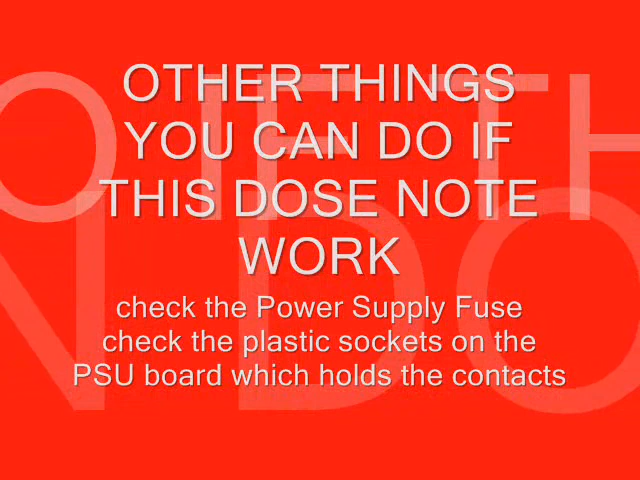 OTHER THINGS
YOU CAN DO IF
THIS DOSE NOTE
WORK
check the Power Supply Fuse
check the plastic sockets on the
PSU board which holds the contacts